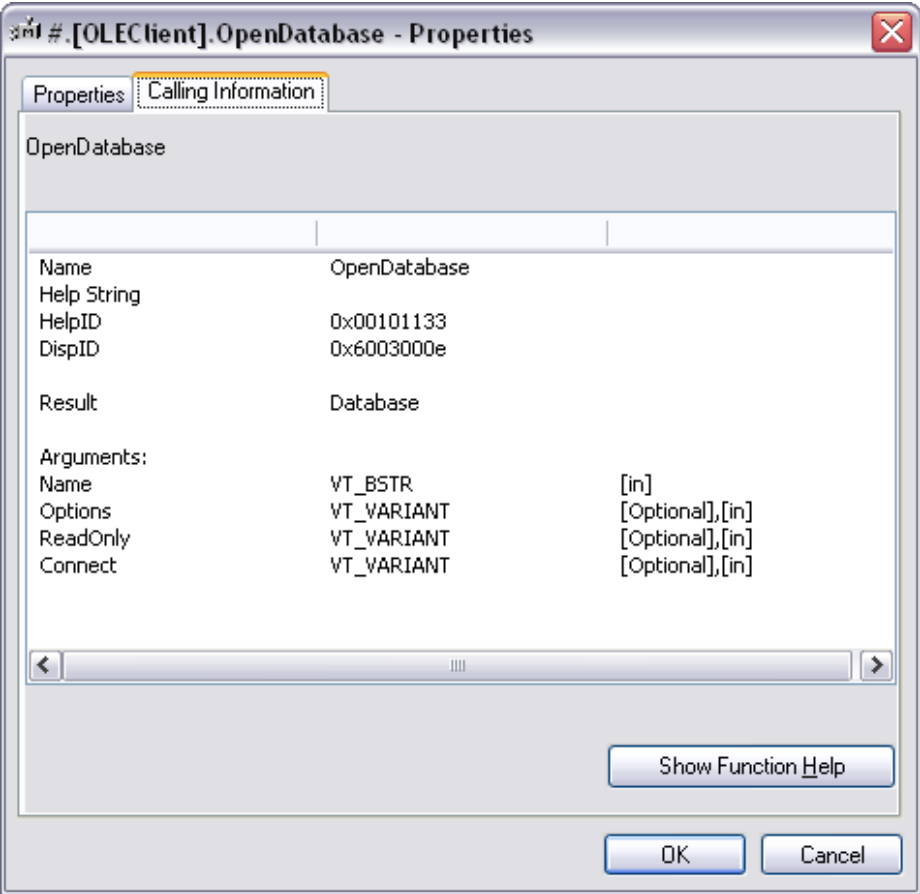 #.[OLEClient].OpenDatabase - Properties
Properties Calling Information
OpenDatabase
Name OpenDatabase
Help String
HelpID 0x00101133
DispID 0x6003000e
Result Database
Arguments:
Name VT_BSTR [in]
Options VT_VARIANT [Optional],[in]
ReadOnly VT_VARIANT [Optional],[in]
Connect VT_VARIANT [Optional],[in]
Show Function Help
OK Cancel